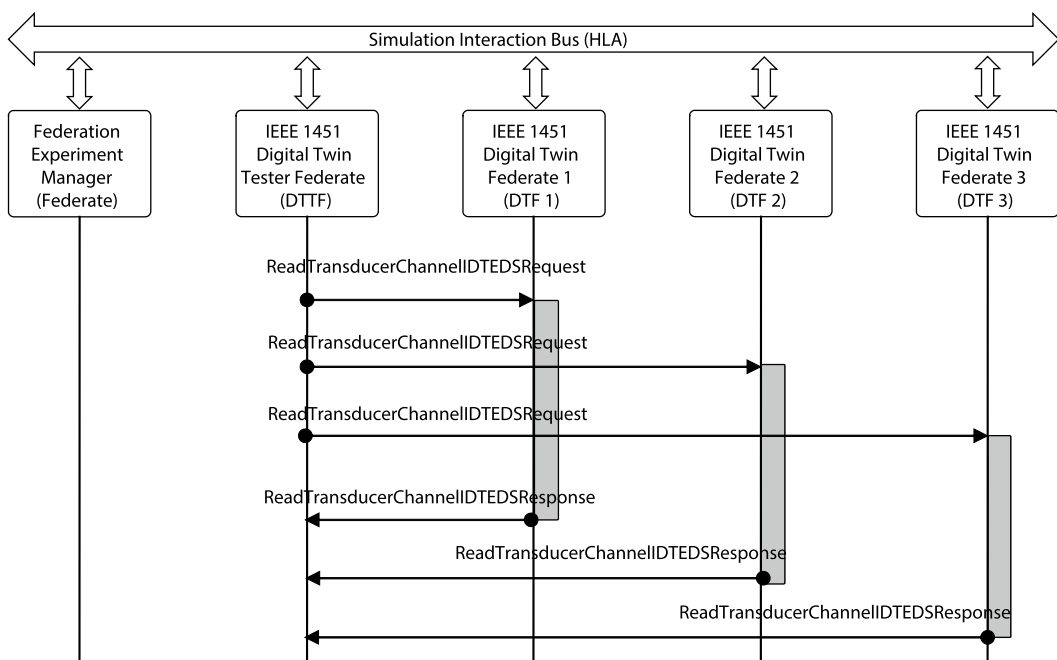 Simulation Interaction Bus (HLA)
Federation
Experiment
Manager
(Federate)
IEEE 1451
Digital Twin
Tester Federate
(DTTF)
IEEE 1451
Digital Twin
Federate 1
(DTF 1)
IEEE 1451
Digital Twin
Federate 2
(DTF 2)
IEEE 1451
Digital Twin
Federate 3
(DTF 3)
ReadTransducerChannelIDTEDSRequest
ReadTransducerChannelIDTEDSRequest
ReadTransducerChannelIDTEDSRequest
ReadTransducerChannelIDTEDSResponse
ReadTransducerChannelIDTEDSResponse
ReadTransducerChannelIDTEDSResponse